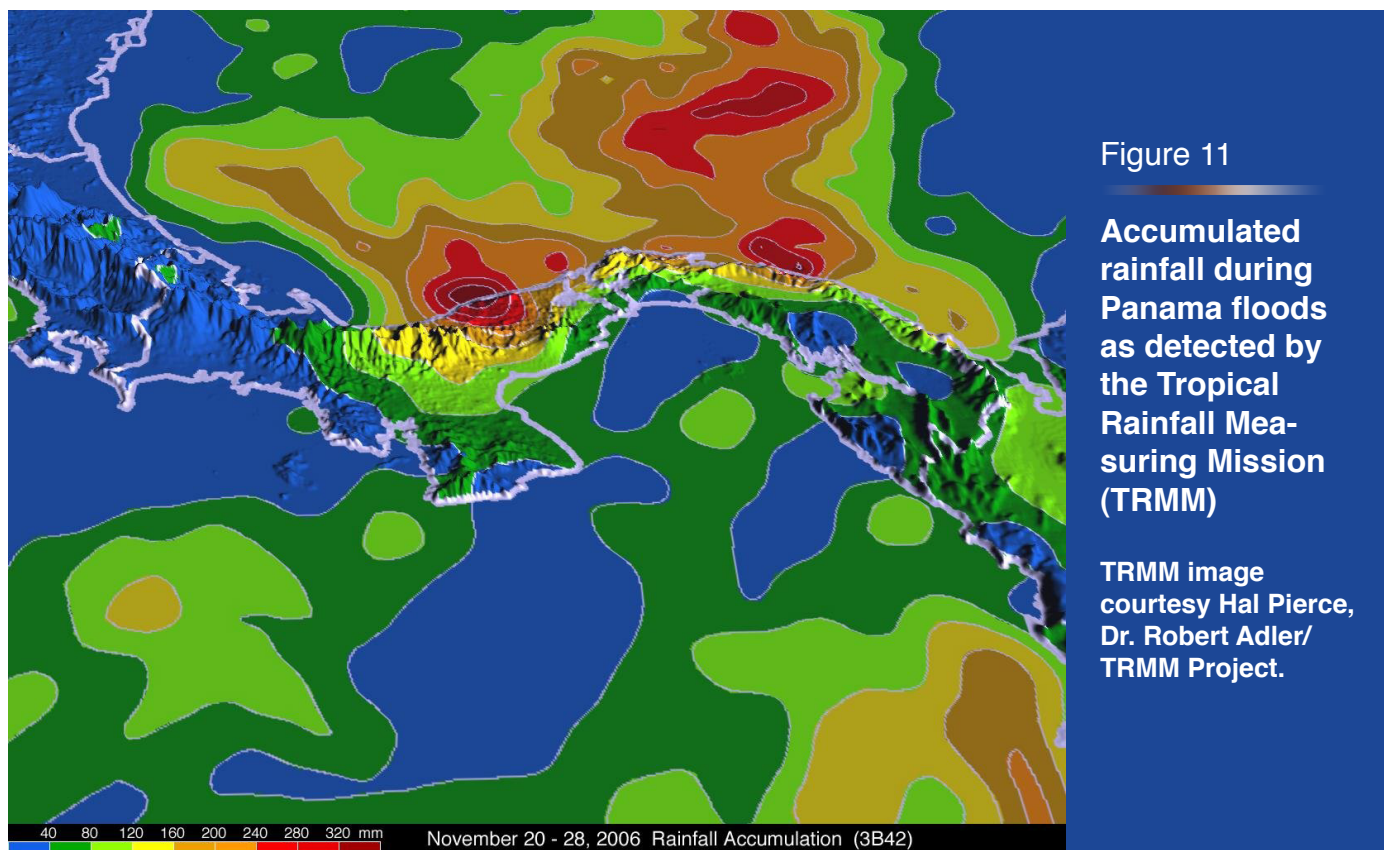 Figure 11
Accumulated
rainfall during
Panama floods
as detected by
the Tropical
Rainfall Mea-
suring Mission
(TRMM)
TRMM image
courtesy Hal Pierce,
Dr. Robert Adler/
TRMM Project.
40 80 120 160 200 240 280 320 mm
November 20 - 28, 2006 Rainfall Accumulation (3B42)